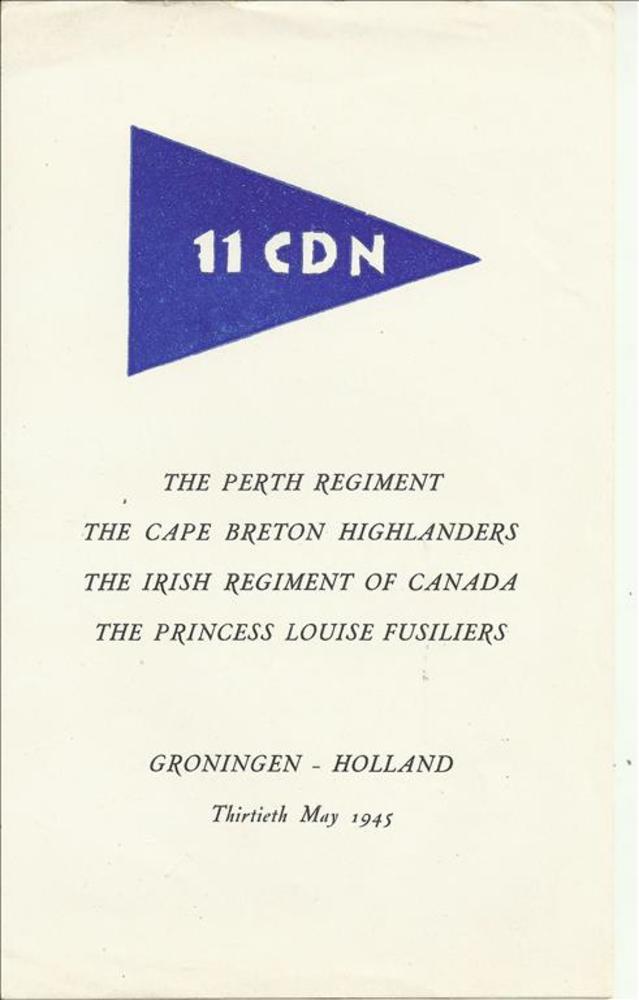 11 CDN
THE PERTH REGIMENT
THE CAPE BRETON HIGHLANDERS
THE IRISH REGIMENT OF CANADA
THE PRINCESS LOUISE FUSILIERS
GRONINGEN - HOLLAND
Thirtieth May 1945